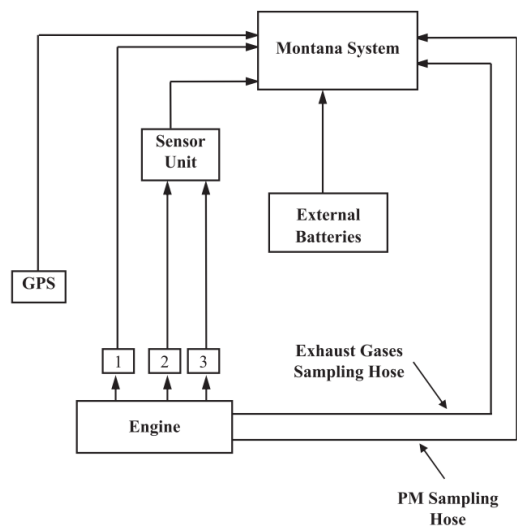 Montana System
Sensor
Unit
External
Batteries
GPS
1
2
3
Exhaust Gases
Sampling Hose
Engine
PM Sampling
Hose